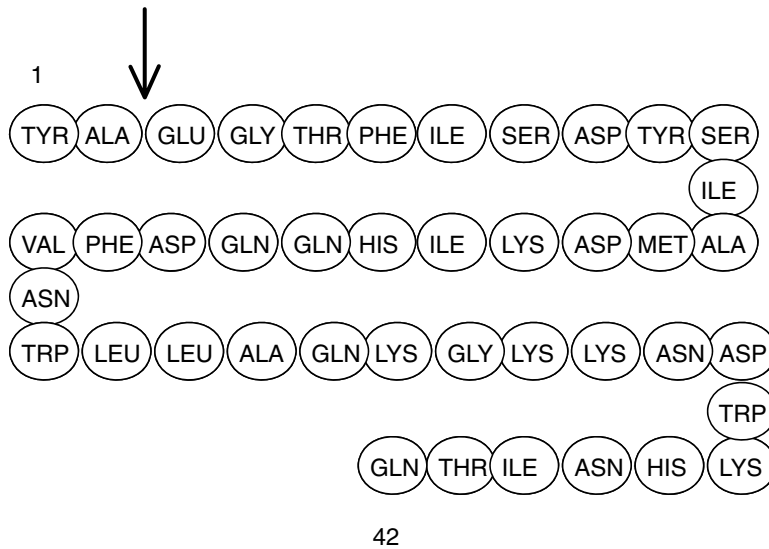 1
TYR ALA GLU GLY THR PHE ILE SER ASP TYR SER
ILE
VAL PHE ASP GLN GLN HIS ILE LYS ASP MET ALA
ASN
TRP LEU LEU ALA GLN LYS GLY LYS LYS ASN ASP
TRP
GLN THR ILE ASN HIS LYS
42